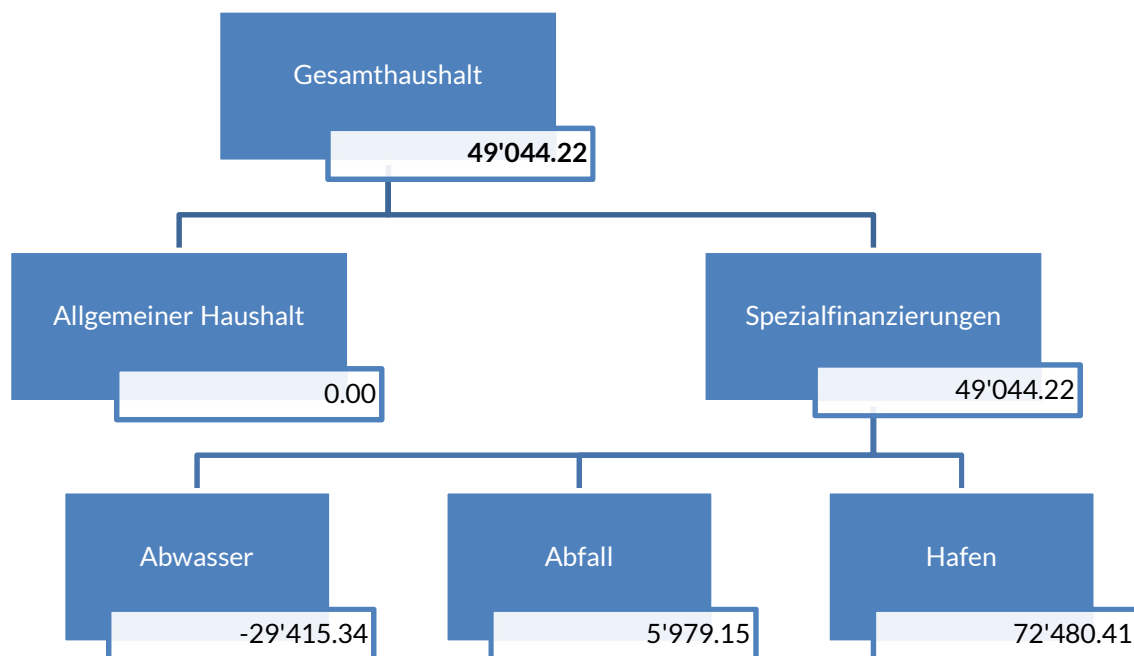 Gesamthaushalt
49'044.22
Allgemeiner Haushalt
0.00
Spezialfinanzierungen
49'044.22
Abwasser
-29'415.34
Abfall
5'979.15
Hafen
72'480.41